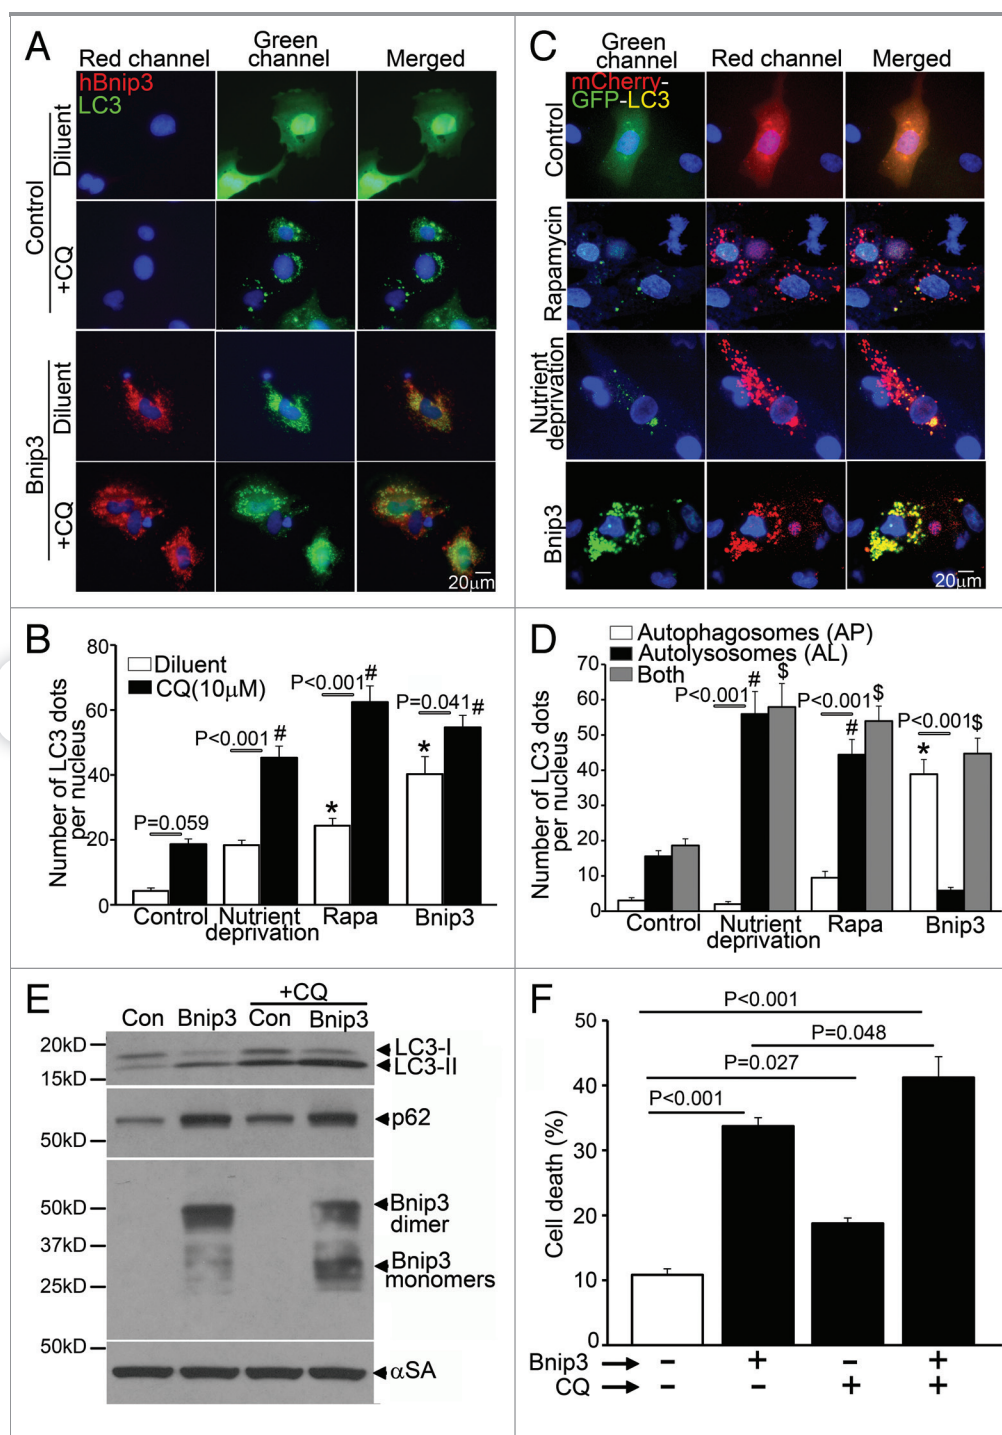 A
Red channel
Green
channel
Merged
hBnip3
LC3
Control
Diluent
+CQ
Bnip3
Diluent
+CQ
20μm
C
Green
channel
Red channel
Merged
mCherry-
GFP-LC3
Control
Rapamycin
Nutrient
deprivation
Bnip3
20μm
B
Number of LC3 dots
per nucleus
80
60
40
20
0
Diluent
CQ(10μM)
P=0.059
P<0.001
#
P<0.001
*
#
P=0.041
*
#
Control
Nutrient
deprivation
Rapa
Bnip3
D
Autophagosomes (AP)
Autolysosomes (AL)
Both
Number of LC3 dots
per nucleus
70
60
50
40
30
20
10
0
P<0.001
#
$
P<0.001
#
$
P<0.001
*
$
Control
Nutrient
deprivation
Rapa
Bnip3
E
+CQ
Con Bnip3 Con Bnip3
20kD
15kD
LC3-I
LC3-II
50kD
p62
50kD
37kD
25kD
Bnip3
dimer
Bnip3
monomers
50kD
αSA
F
P<0.001
P=0.048
P=0.027
P<0.001
Cell death (%)
50
40
30
20
10
0
Bnip3 - + - +
CQ - - + +